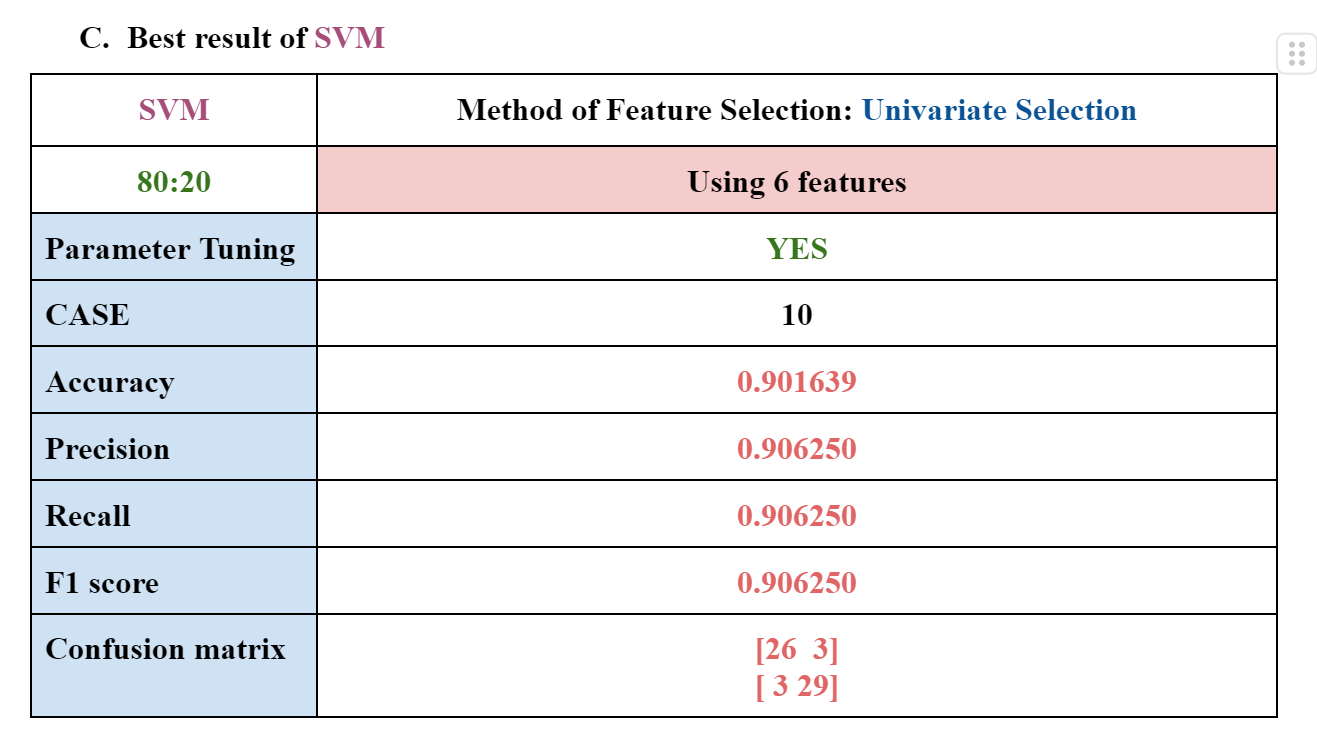 C. Best result of SVM
SVM
Method of Feature Selection: Univariate Selection
80:20
Using 6 features
Parameter Tuning
YES
CASE
10
Accuracy
0.901639
Precision
0.906250
Recall
0.906250
F1 score
0.906250
Confusion matrix
[26  3]
[ 3 29]